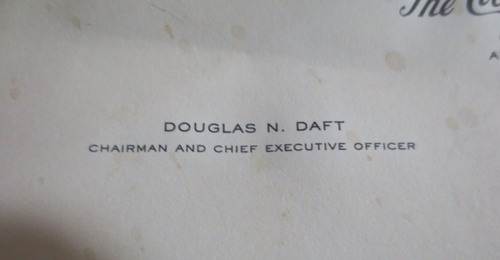 The
DOUGLAS N. DAFT
CHAIRMAN AND CHIEF EXECUTIVE OFFICER